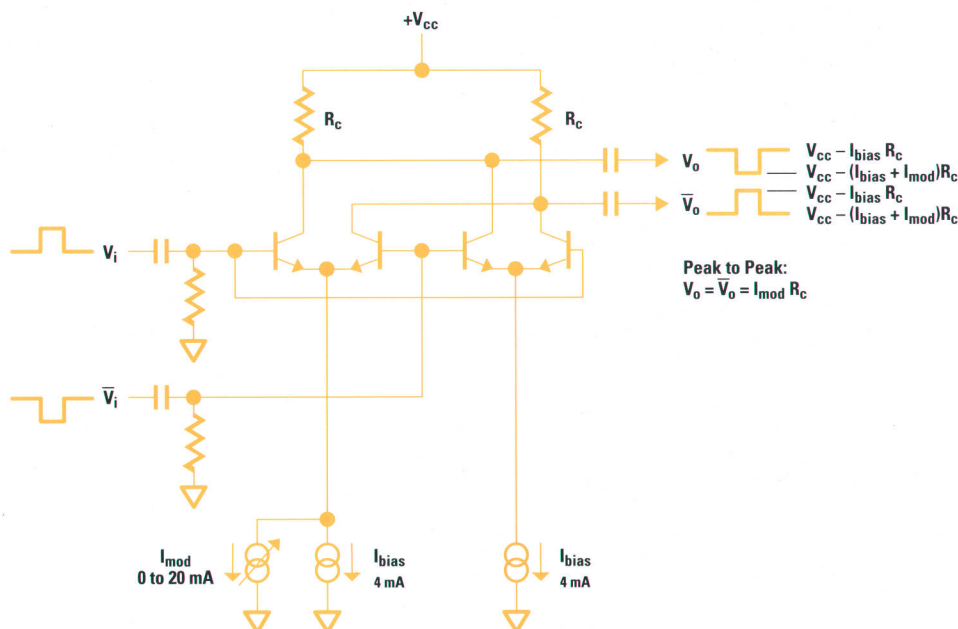 +Vcc
Rc
Rc
Vo
Vcc – Ibias Rc
Vcc – (Ibias + Imod)Rc
V̅o
Vcc – Ibias Rc
Vcc – (Ibias + Imod)Rc
Vi
Peak to Peak:
Vo = V̅o = Imod Rc
V̅i
Imod
0 to 20 mA
Ibias
4 mA
Ibias
4 mA